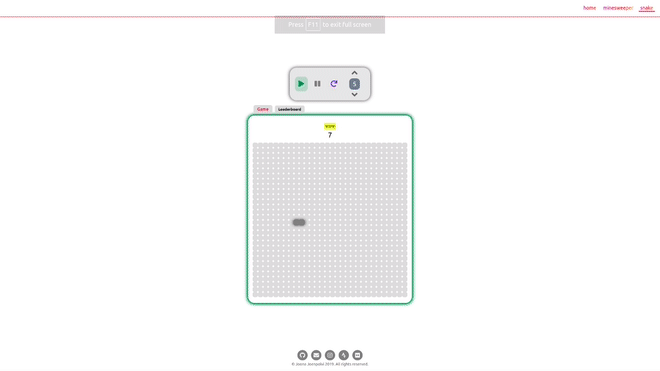 home minesweeper snake
Press F11 to exit full screen
5
Game Leaderboard
score
7